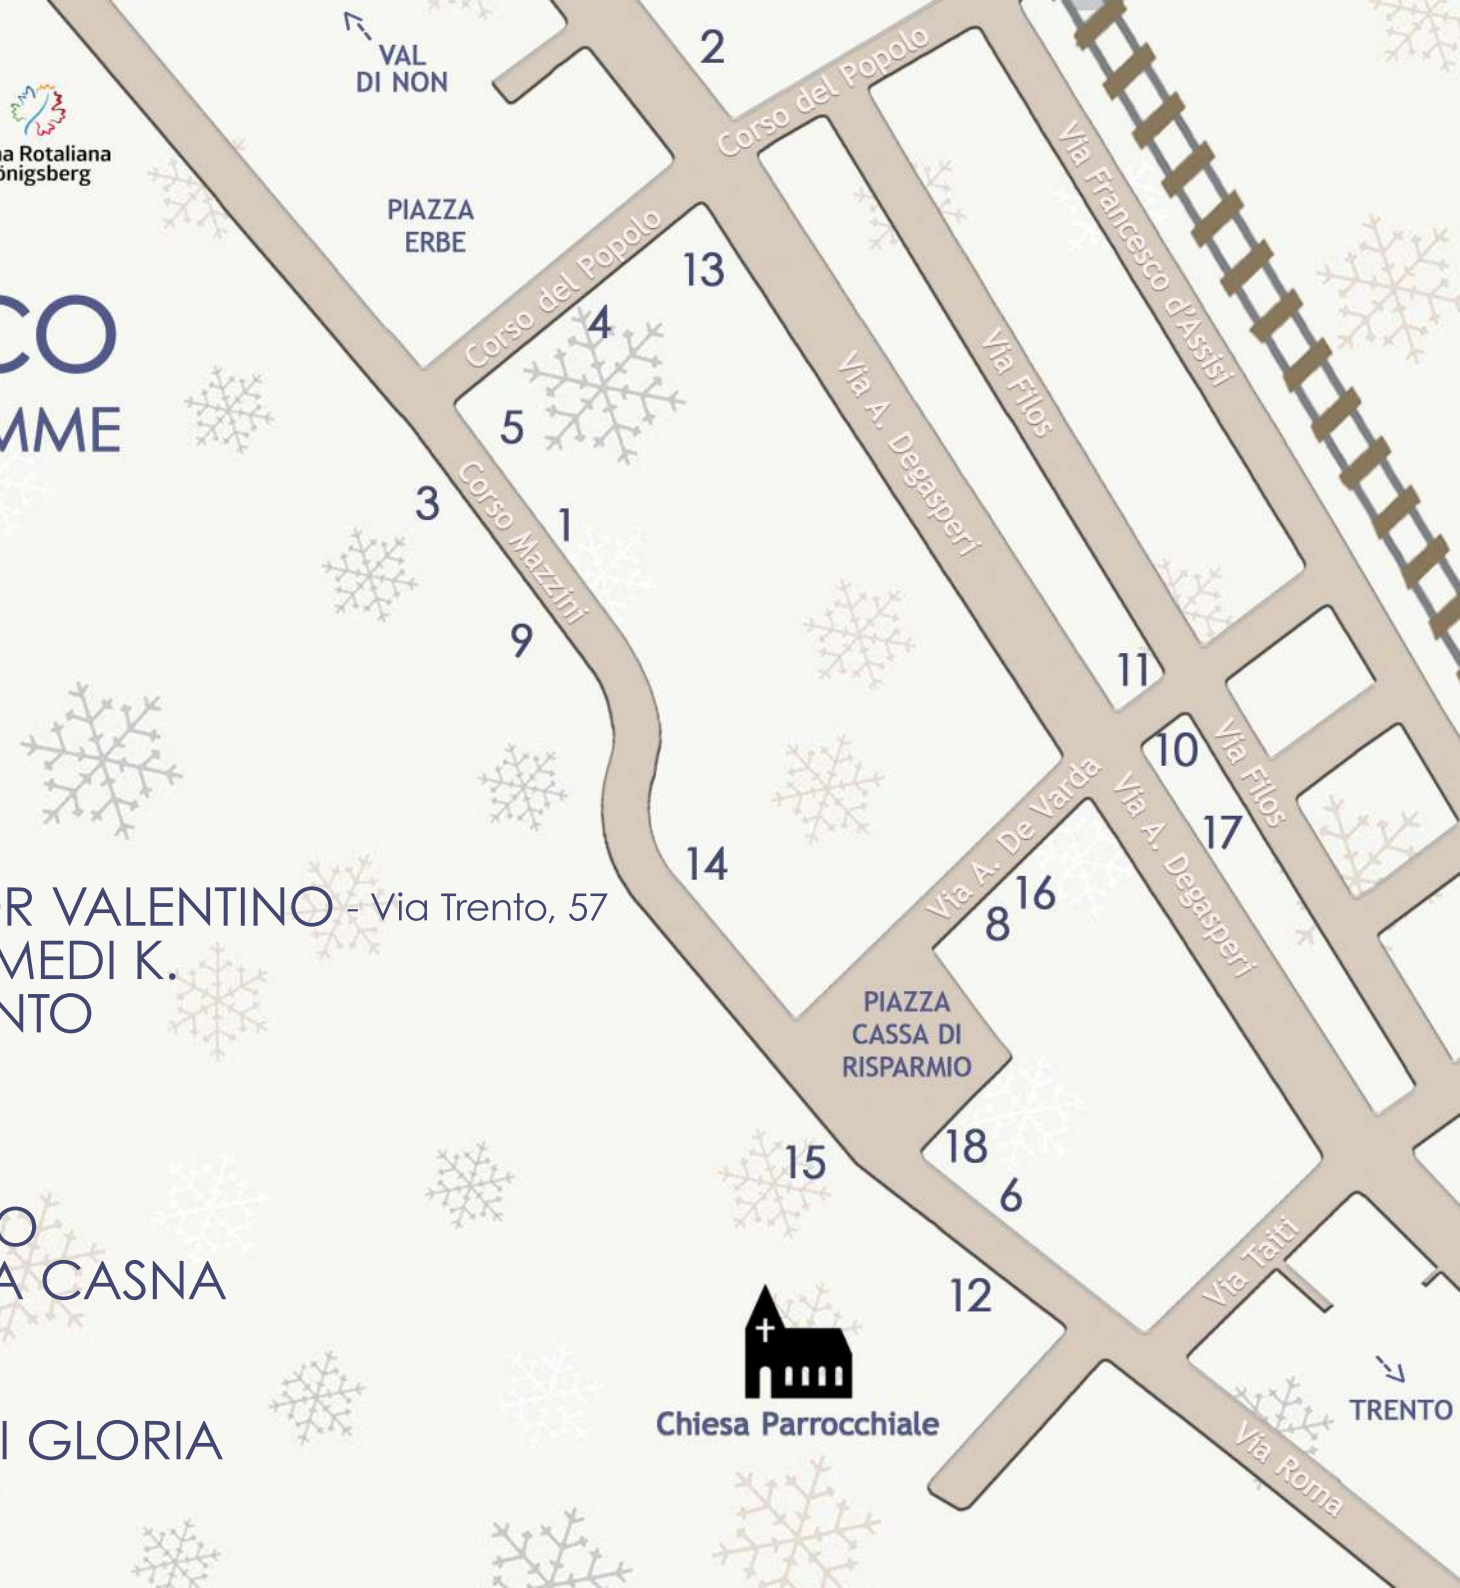 VAL
DI NON
2
Corso del Popolo
Rotaliana
Via Francesco d'Assisi
PIAZZA
ERBE
Corso del Popolo
13
4
CO
Via Filos
Via A. Degasperi
MME
5
3
Corso Mazzini
1
9
11
10
Via Filos
Via A. De Varda
Via A. Degasperi
17
14
16
8
R VALENTINO - Via Trento, 57
MEDI K.
NTO
PIAZZA
CASSA DI
RISPARMIO
18
15
6
O
A CASNA
Via Taiti
12
Chiesa Parrocchiale
TRENTO
I GLORIA
Via Roma